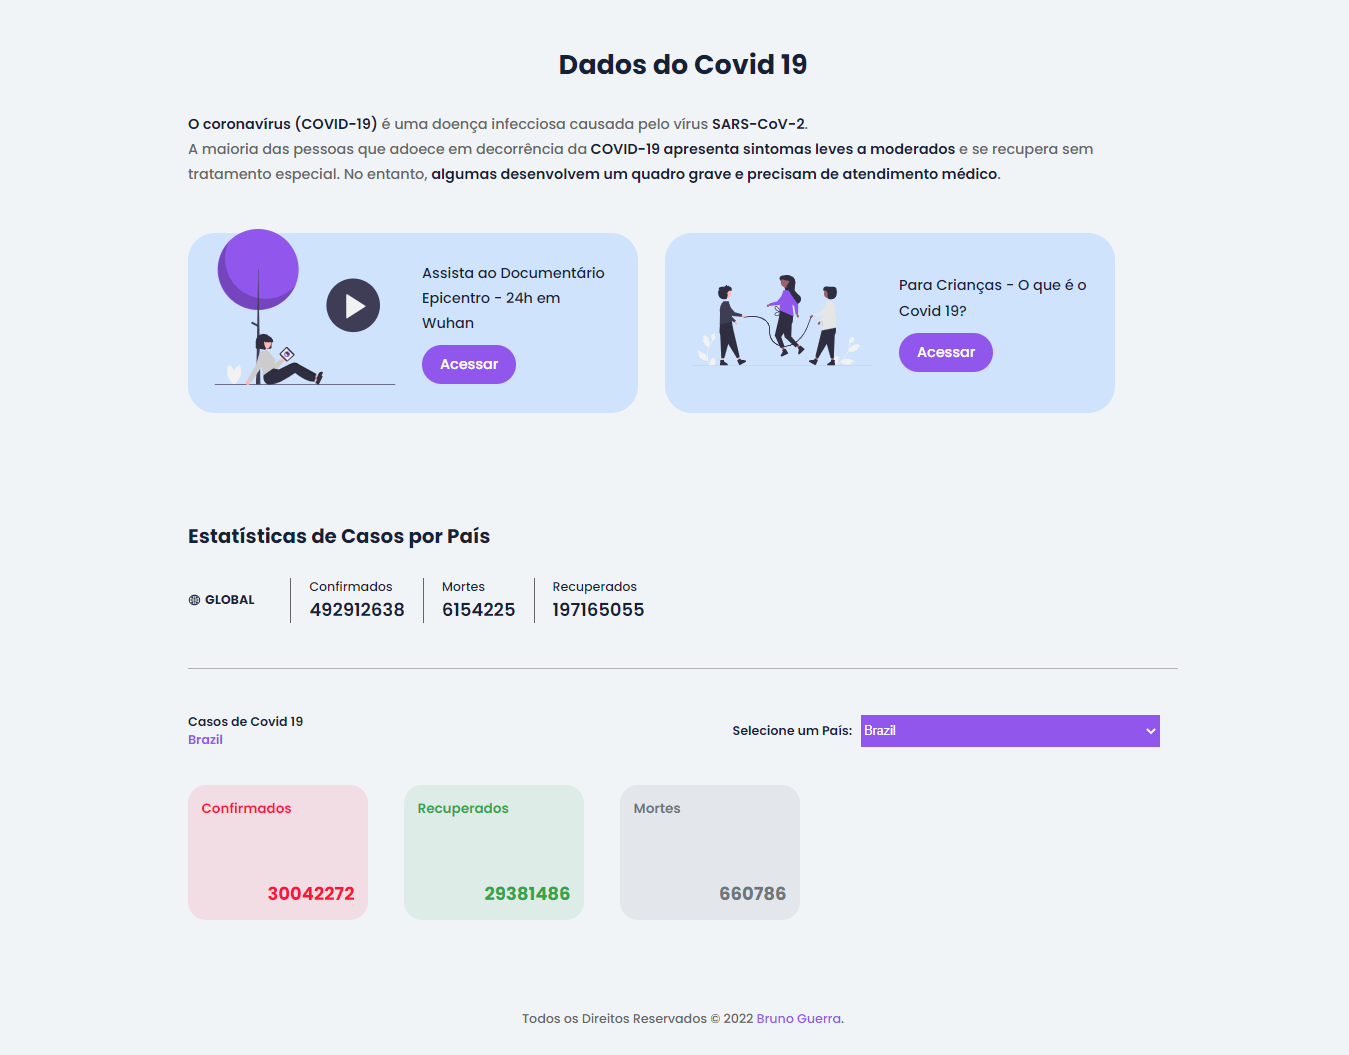 Dados do Covid 19
O coronavírus (COVID-19) é uma doença infecciosa causada pelo vírus SARS-CoV-2.
A maioria das pessoas que adoece em decorrência da COVID-19 apresenta sintomas leves a moderados e se recupera sem
tratamento especial. No entanto, algumas desenvolvem um quadro grave e precisam de atendimento médico.
Assista ao Documentário
Epicentro - 24h em
Wuhan
Acessar
Para Crianças - O que é o
Covid 19?
Acessar
Estatísticas de Casos por País
GLOBAL
Confirmados
492912638
Mortes
6154225
Recuperados
197165055
Casos de Covid 19
Brazil
Selecione um País: Brazil
Confirmados
30042272
Recuperados
29381486
Mortes
660786
Todos os Direitos Reservados © 2022 Bruno Guerra.